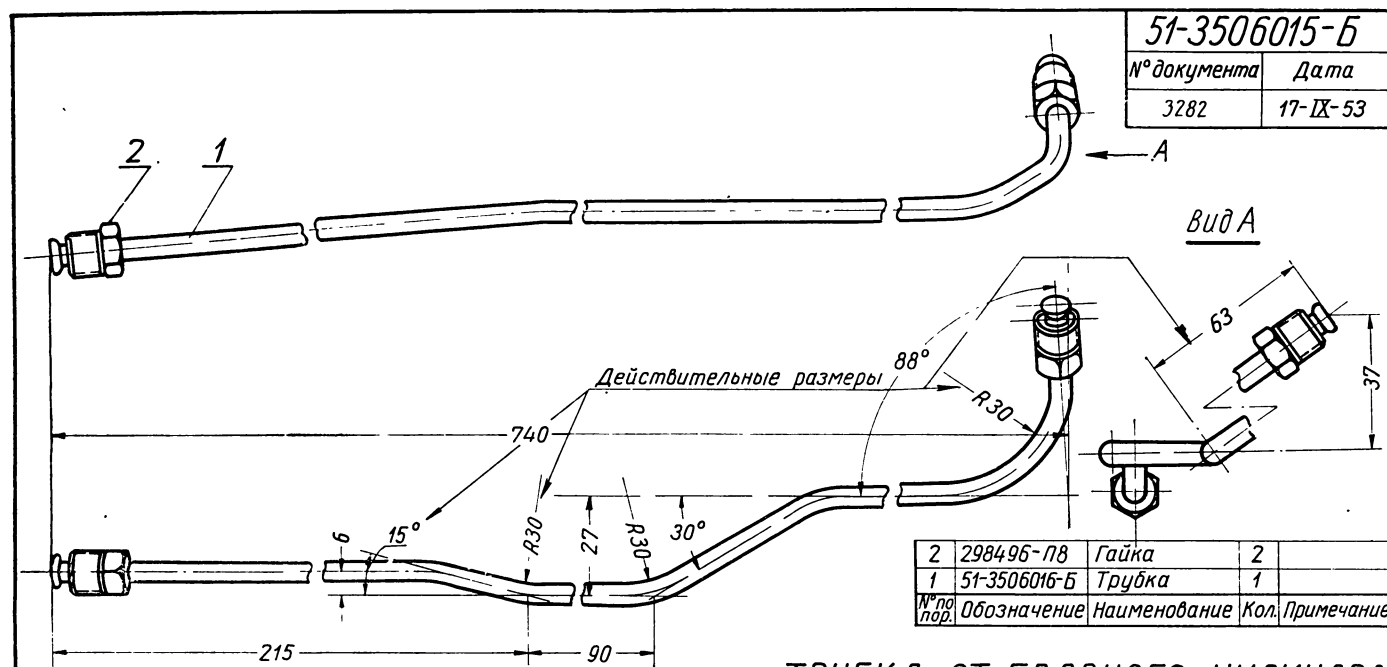 51-3506015-Б
№ документа Дата
3282 17-IX-53
2 1
А
Вид А
63
37
88°
Действительные размеры
R30
740
15°
6
R30
27
R30
30°
215
90
2 298496-П8 Гайка 2
1 51-3506016-Б Трубка 1
№ по пор. Обозначение Наименование Кол. Примечание